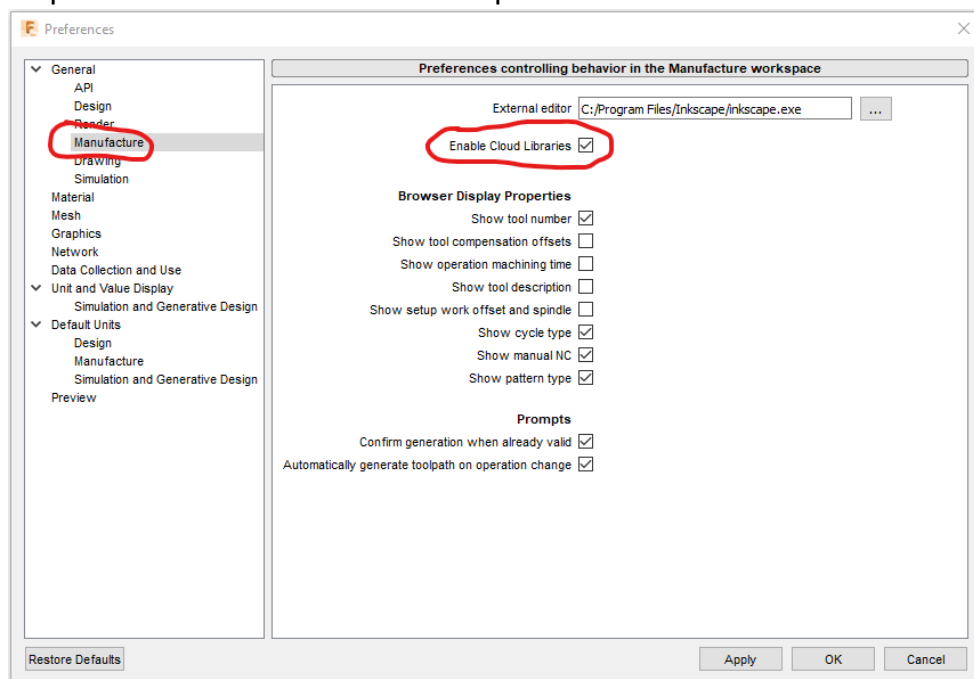 Preferences
General
API
Design
Render
Manufacture
Drawing
Simulation
Material
Mesh
Graphics
Network
Data Collection and Use
Unit and Value Display
Simulation and Generative Design
Default Units
Design
Manufacture
Simulation and Generative Design
Preview
Preferences controlling behavior in the Manufacture workspace
External editor C:/Program Files/Inkscape/inkscape.exe ...
Enable Cloud Libraries
Browser Display Properties
Show tool number
Show tool compensation offsets
Show operation machining time
Show tool description
Show setup work offset and spindle
Show cycle type
Show manual NC
Show pattern type
Prompts
Confirm generation when already valid
Automatically generate toolpath on operation change
Restore Defaults
Apply OK Cancel